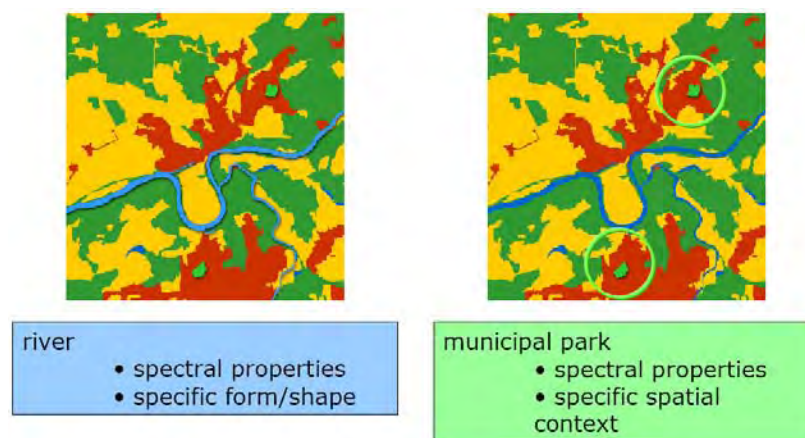 river
• spectral properties
• specific form/shape
municipal park
• spectral properties
• specific spatial
context